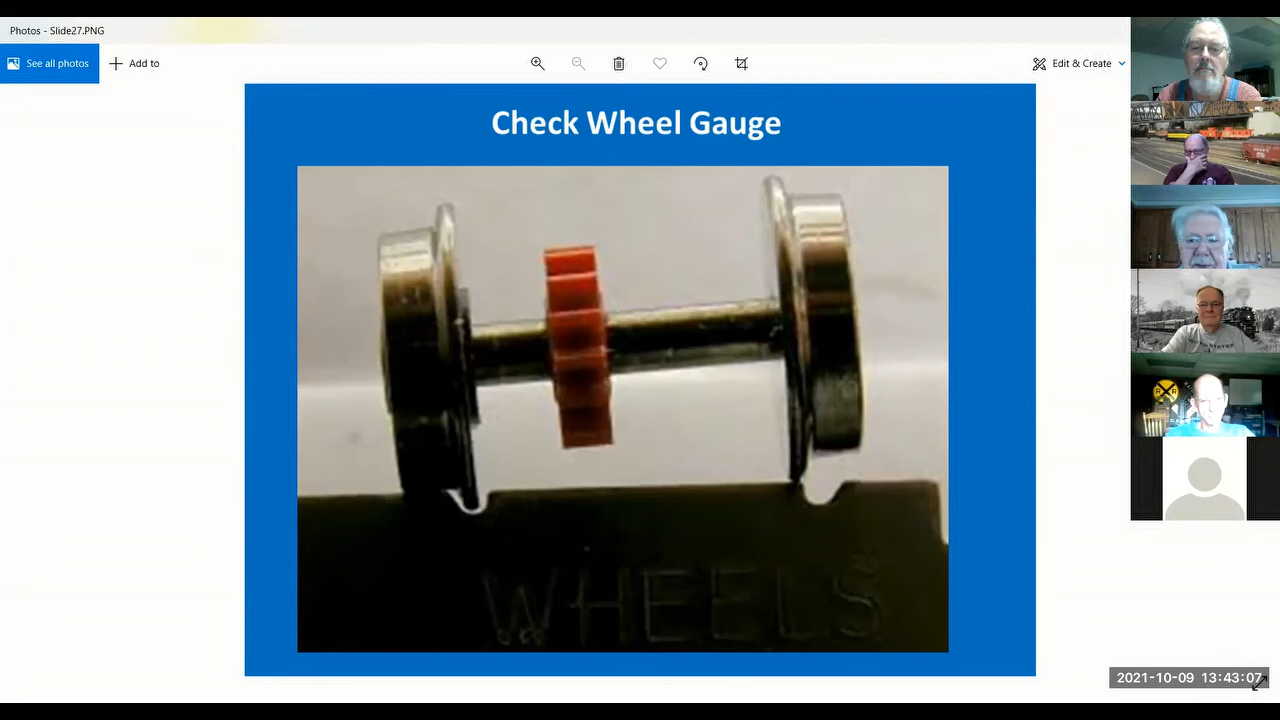 Photos - Slide27.PNG
See all photos
Add to
Edit & Create
Check Wheel Gauge
WHEELS
2021-10-09 13:43:07